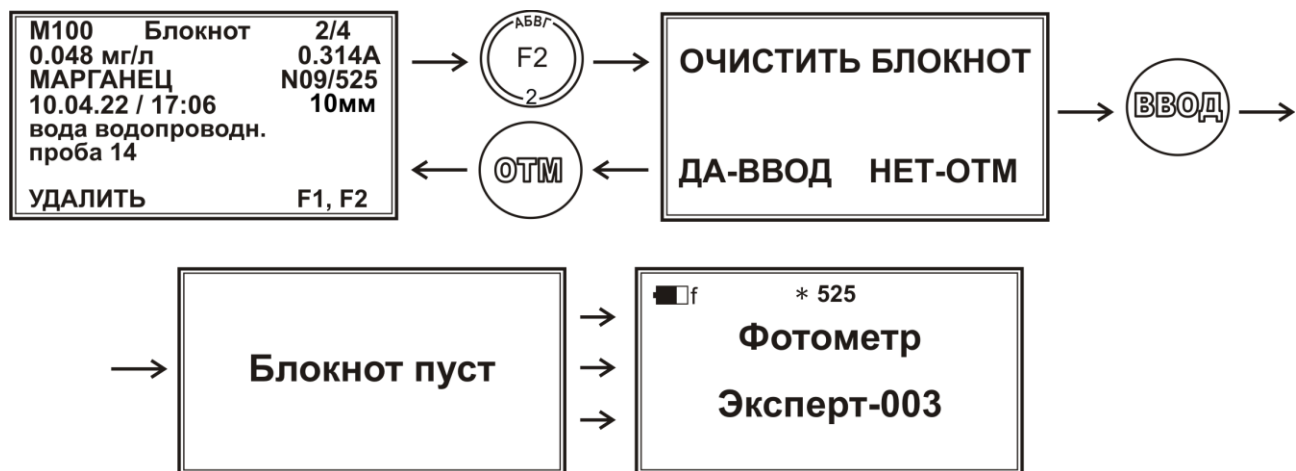 М100 Блокнот 2/4
0.048 мг/л 0.314А
МАРГАНЕЦ N09/525
10.04.22 / 17:06 10мм
вода водопроводн.
проба 14
УДАЛИТЬ F1, F2
АБВГ
F2
2
ОТМ
ОЧИСТИТЬ БЛОКНОТ
ДА-ВВОД НЕТ-ОТМ
ВВОД
Блокнот пуст
f * 525
Фотометр
Эксперт-003